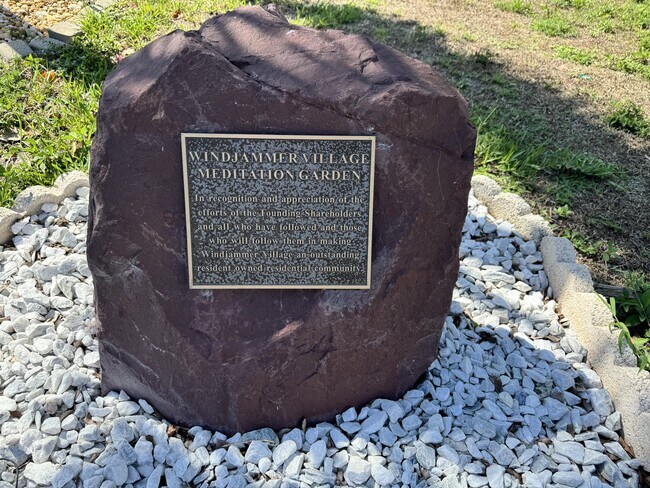 WINDJAMMER VILLAGE
MEDITATION GARDEN
In recognition and appreciation of the
efforts of the Founding Shareholders
and all who have followed and those
who will follow them in making
Windjammer Village an outstanding
resident owned residential community.